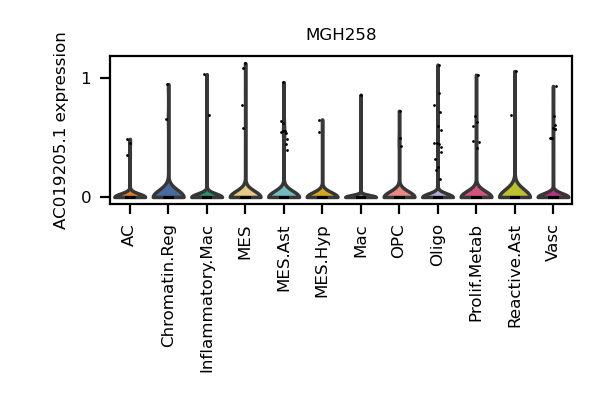 MGH258
AC019205.1 expression
1
0
AC
Chromatin.Reg
Inflammatory.Mac
MES
MES.Ast
MES.Hyp
Mac
OPC
Oligo
Prolif.Metab
Reactive.Ast
Vasc